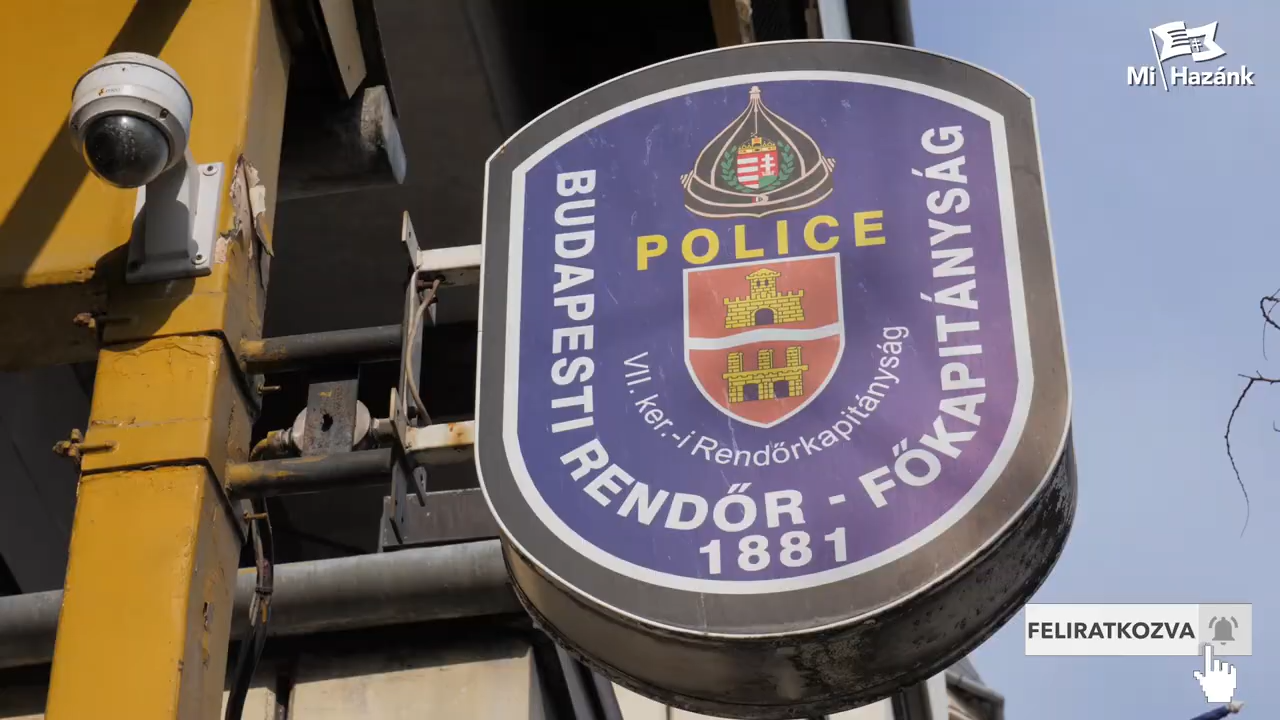 Mi Hazánk
POLICE
VII. ker.-i Rendőrkapitányság
BUDAPESTI RENDŐR - FŐKAPITÁNYSÁG
1881
FELIRATKOZVA